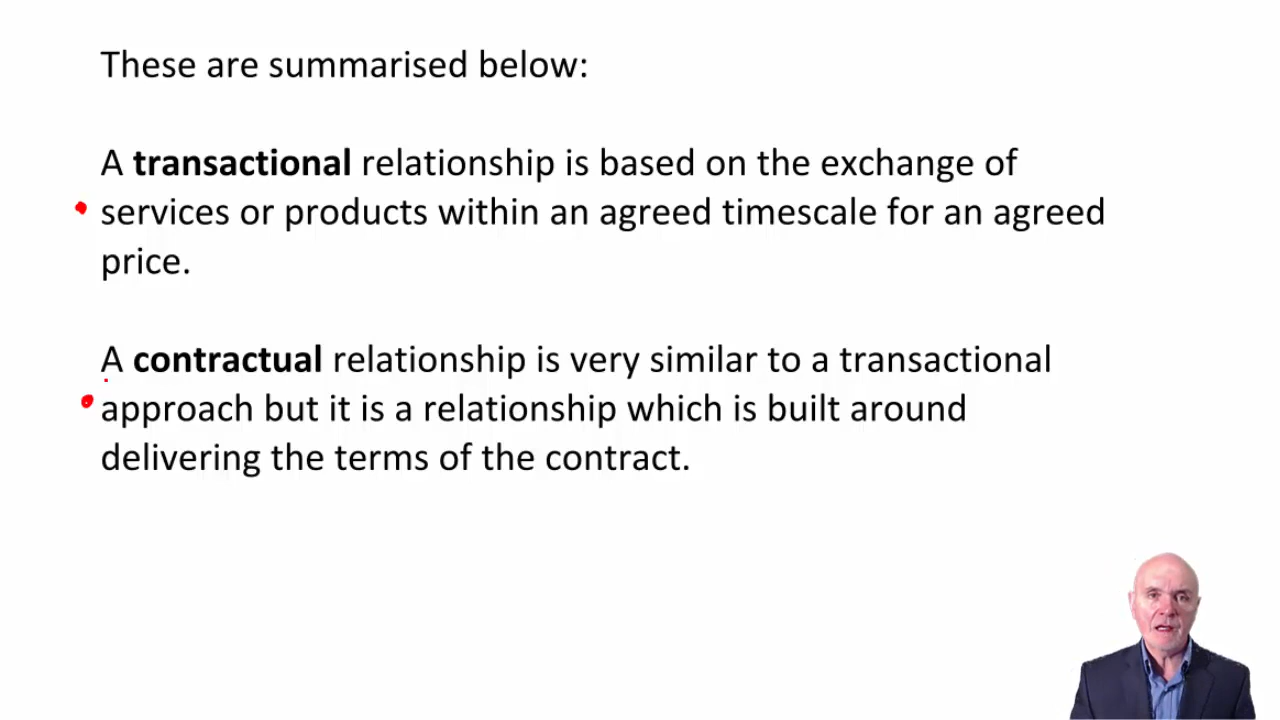 These are summarised below:
A transactional relationship is based on the exchange of
services or products within an agreed timescale for an agreed
price.
A contractual relationship is very similar to a transactional
approach but it is a relationship which is built around
delivering the terms of the contract.